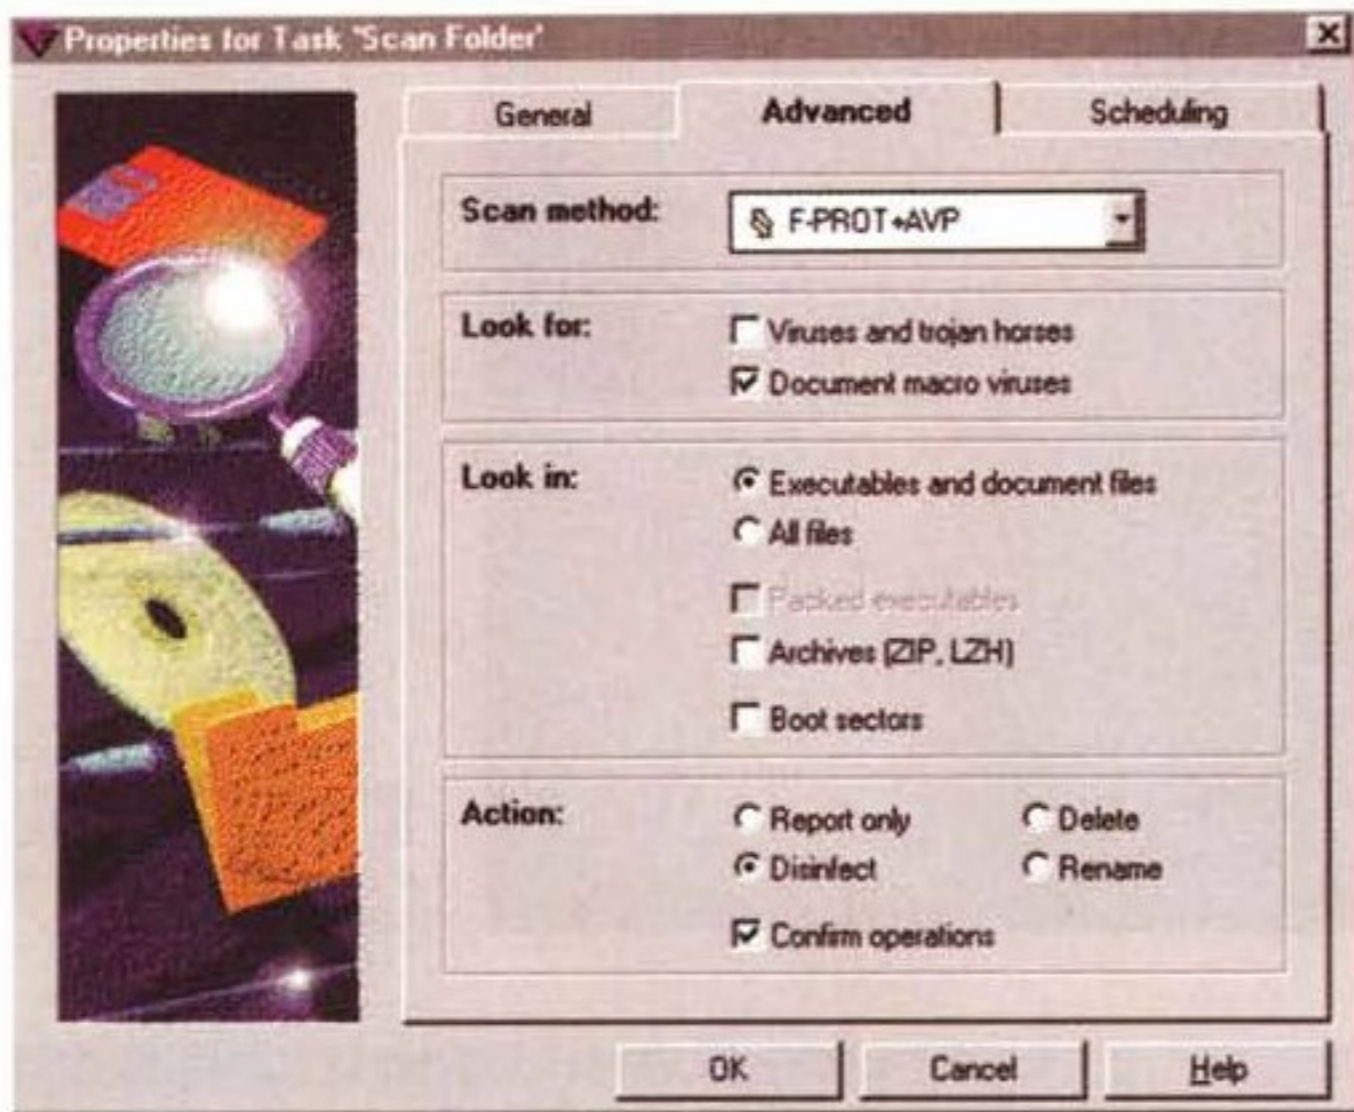 Properties for Task 'Scan Folder'
General Advanced Scheduling
Scan method: F-PROT+AVP
Look for: Viruses and trojan horses
Document macro viruses
Look in: Executables and document files
All files
Packed executables
Archives (ZIP, LZH)
Boot sectors
Action: Report only Delete
Disinfect Rename
Confirm operations
OK Cancel Help